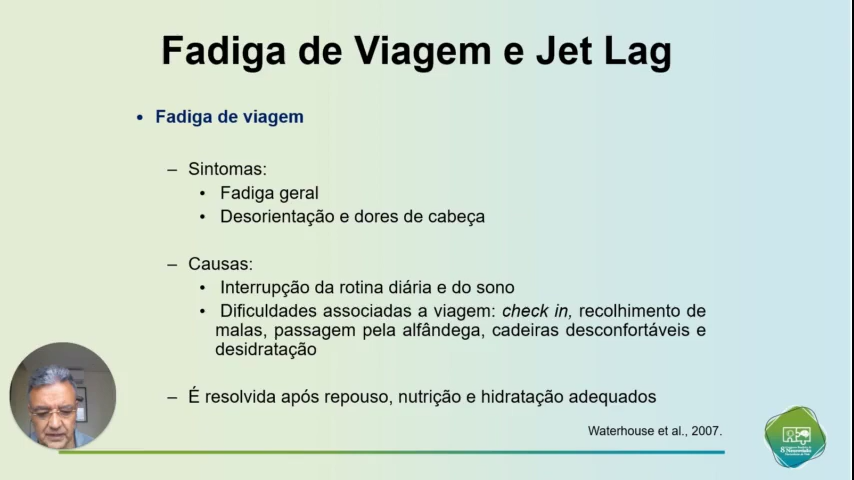 Fadiga de Viagem e Jet Lag
• Fadiga de viagem
– Sintomas:
• Fadiga geral
• Desorientação e dores de cabeça
– Causas:
• Interrupção da rotina diária e do sono
• Dificuldades associadas a viagem: check in, recolhimento de
malas, passagem pela alfândega, cadeiras desconfortáveis e
desidratação
– É resolvida após repouso, nutrição e hidratação adequados
Waterhouse et al., 2007.